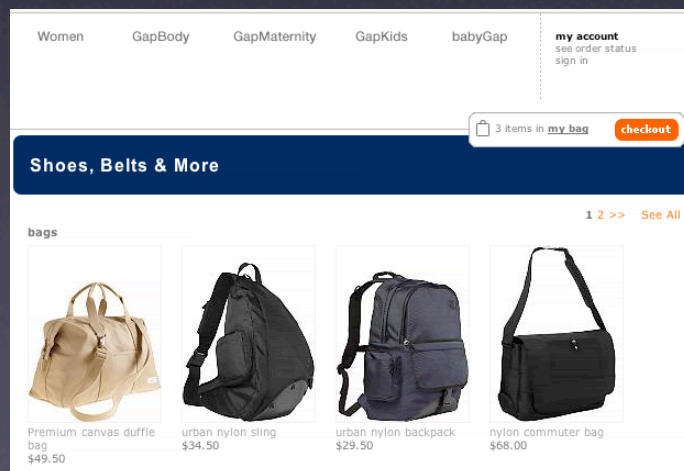 Women GapBody GapMaternity GapKids babyGap
my account
see order status
sign in
3 items in my bag checkout
Shoes, Belts & More
1 2 >> See All
bags
Premium canvas duffle bag
$49.50
urban nylon sling
$34.50
urban nylon backpack
$29.50
nylon commuter bag
$68.00